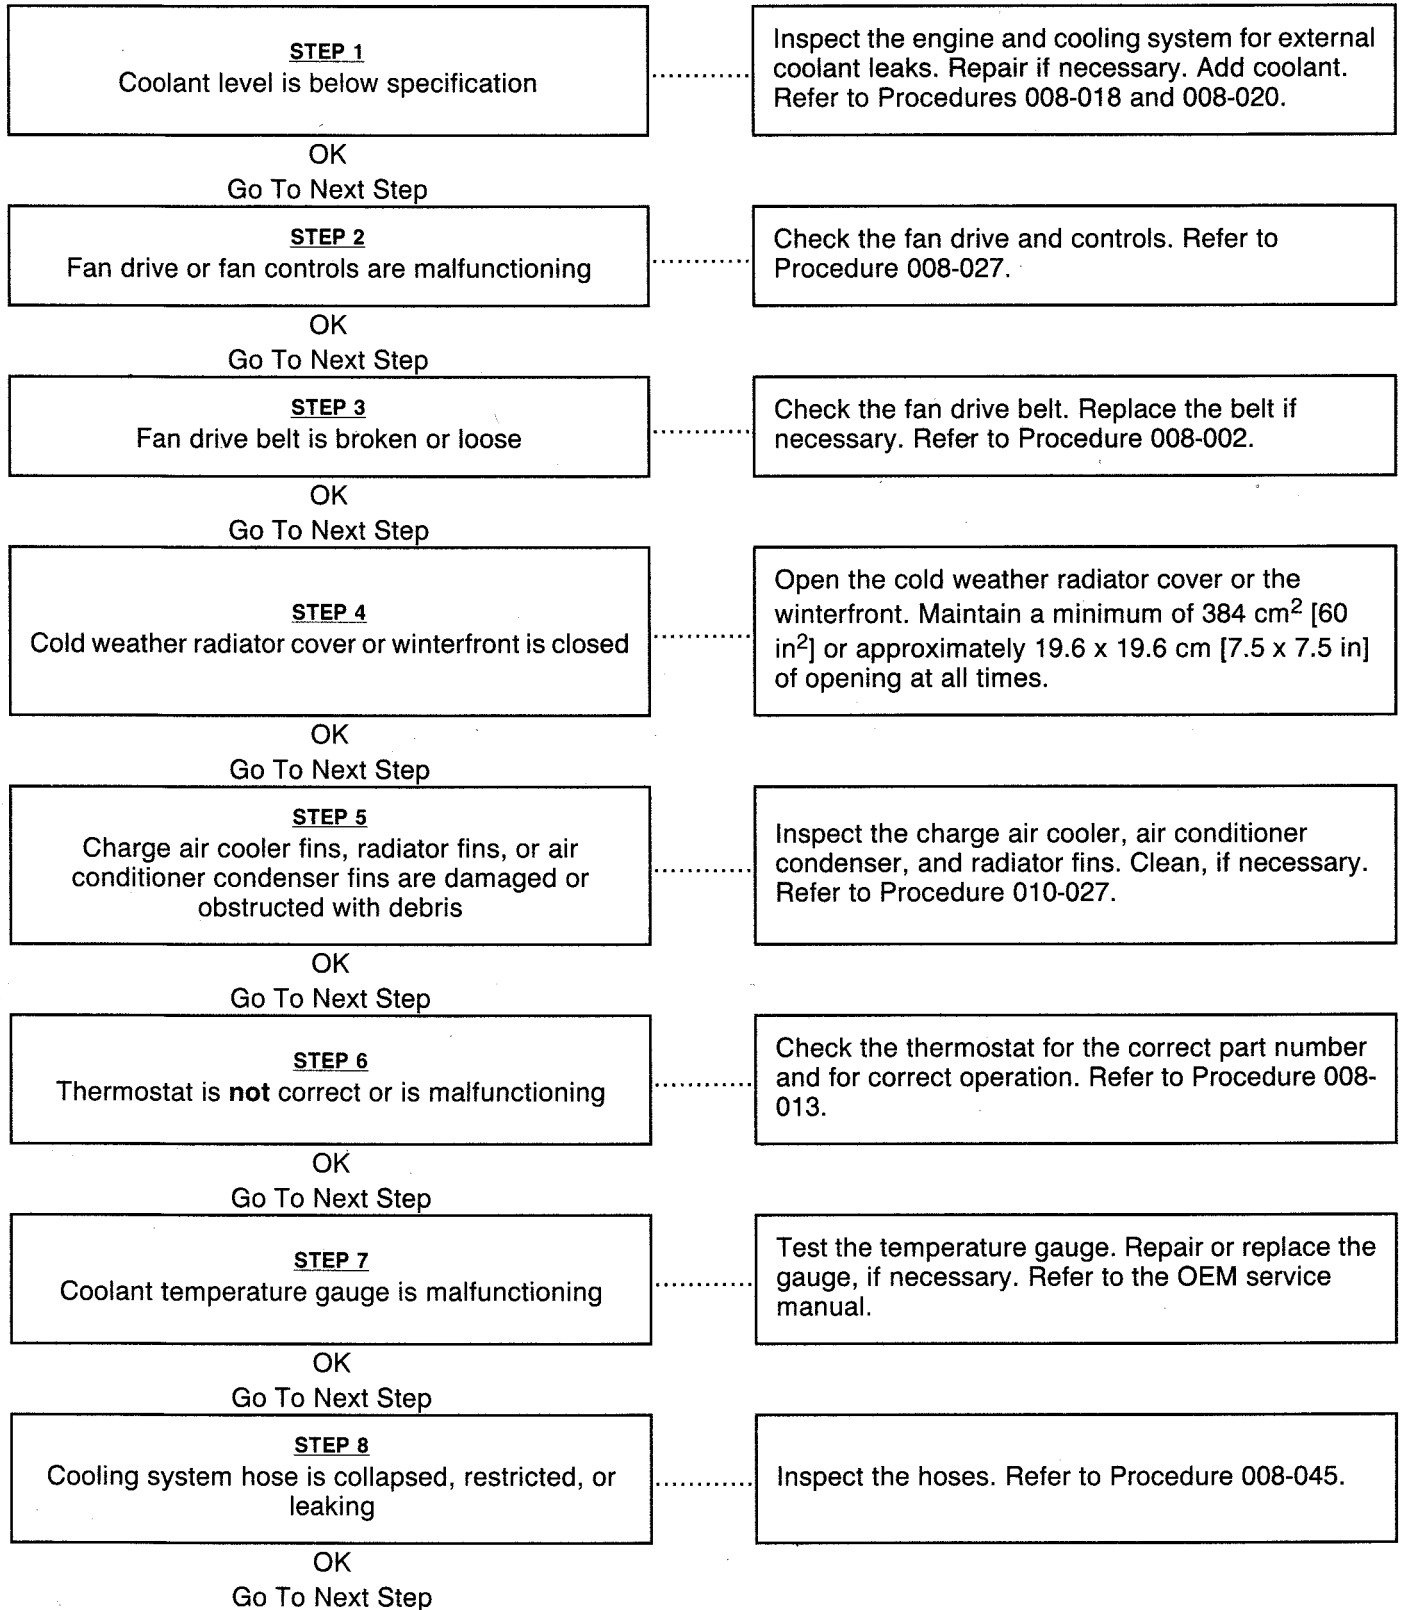 STEP 1
Coolant level is below specification
Inspect the engine and cooling system for external
coolant leaks. Repair if necessary. Add coolant.
Refer to Procedures 008-018 and 008-020.
OK
Go To Next Step
STEP 2
Fan drive or fan controls are malfunctioning
Check the fan drive and controls. Refer to
Procedure 008-027.
OK
Go To Next Step
STEP 3
Fan drive belt is broken or loose
Check the fan drive belt. Replace the belt if
necessary. Refer to Procedure 008-002.
OK
Go To Next Step
STEP 4
Cold weather radiator cover or winterfront is closed
Open the cold weather radiator cover or the
winterfront. Maintain a minimum of 384 cm² [60
in²] or approximately 19.6 x 19.6 cm [7.5 x 7.5 in]
of opening at all times.
OK
Go To Next Step
STEP 5
Charge air cooler fins, radiator fins, or air
conditioner condenser fins are damaged or
obstructed with debris
Inspect the charge air cooler, air conditioner
condenser, and radiator fins. Clean, if necessary.
Refer to Procedure 010-027.
OK
Go To Next Step
STEP 6
Thermostat is not correct or is malfunctioning
Check the thermostat for the correct part number
and for correct operation. Refer to Procedure 008-
013.
OK
Go To Next Step
STEP 7
Coolant temperature gauge is malfunctioning
Test the temperature gauge. Repair or replace the
gauge, if necessary. Refer to the OEM service
manual.
OK
Go To Next Step
STEP 8
Cooling system hose is collapsed, restricted, or
leaking
Inspect the hoses. Refer to Procedure 008-045.
OK
Go To Next Step